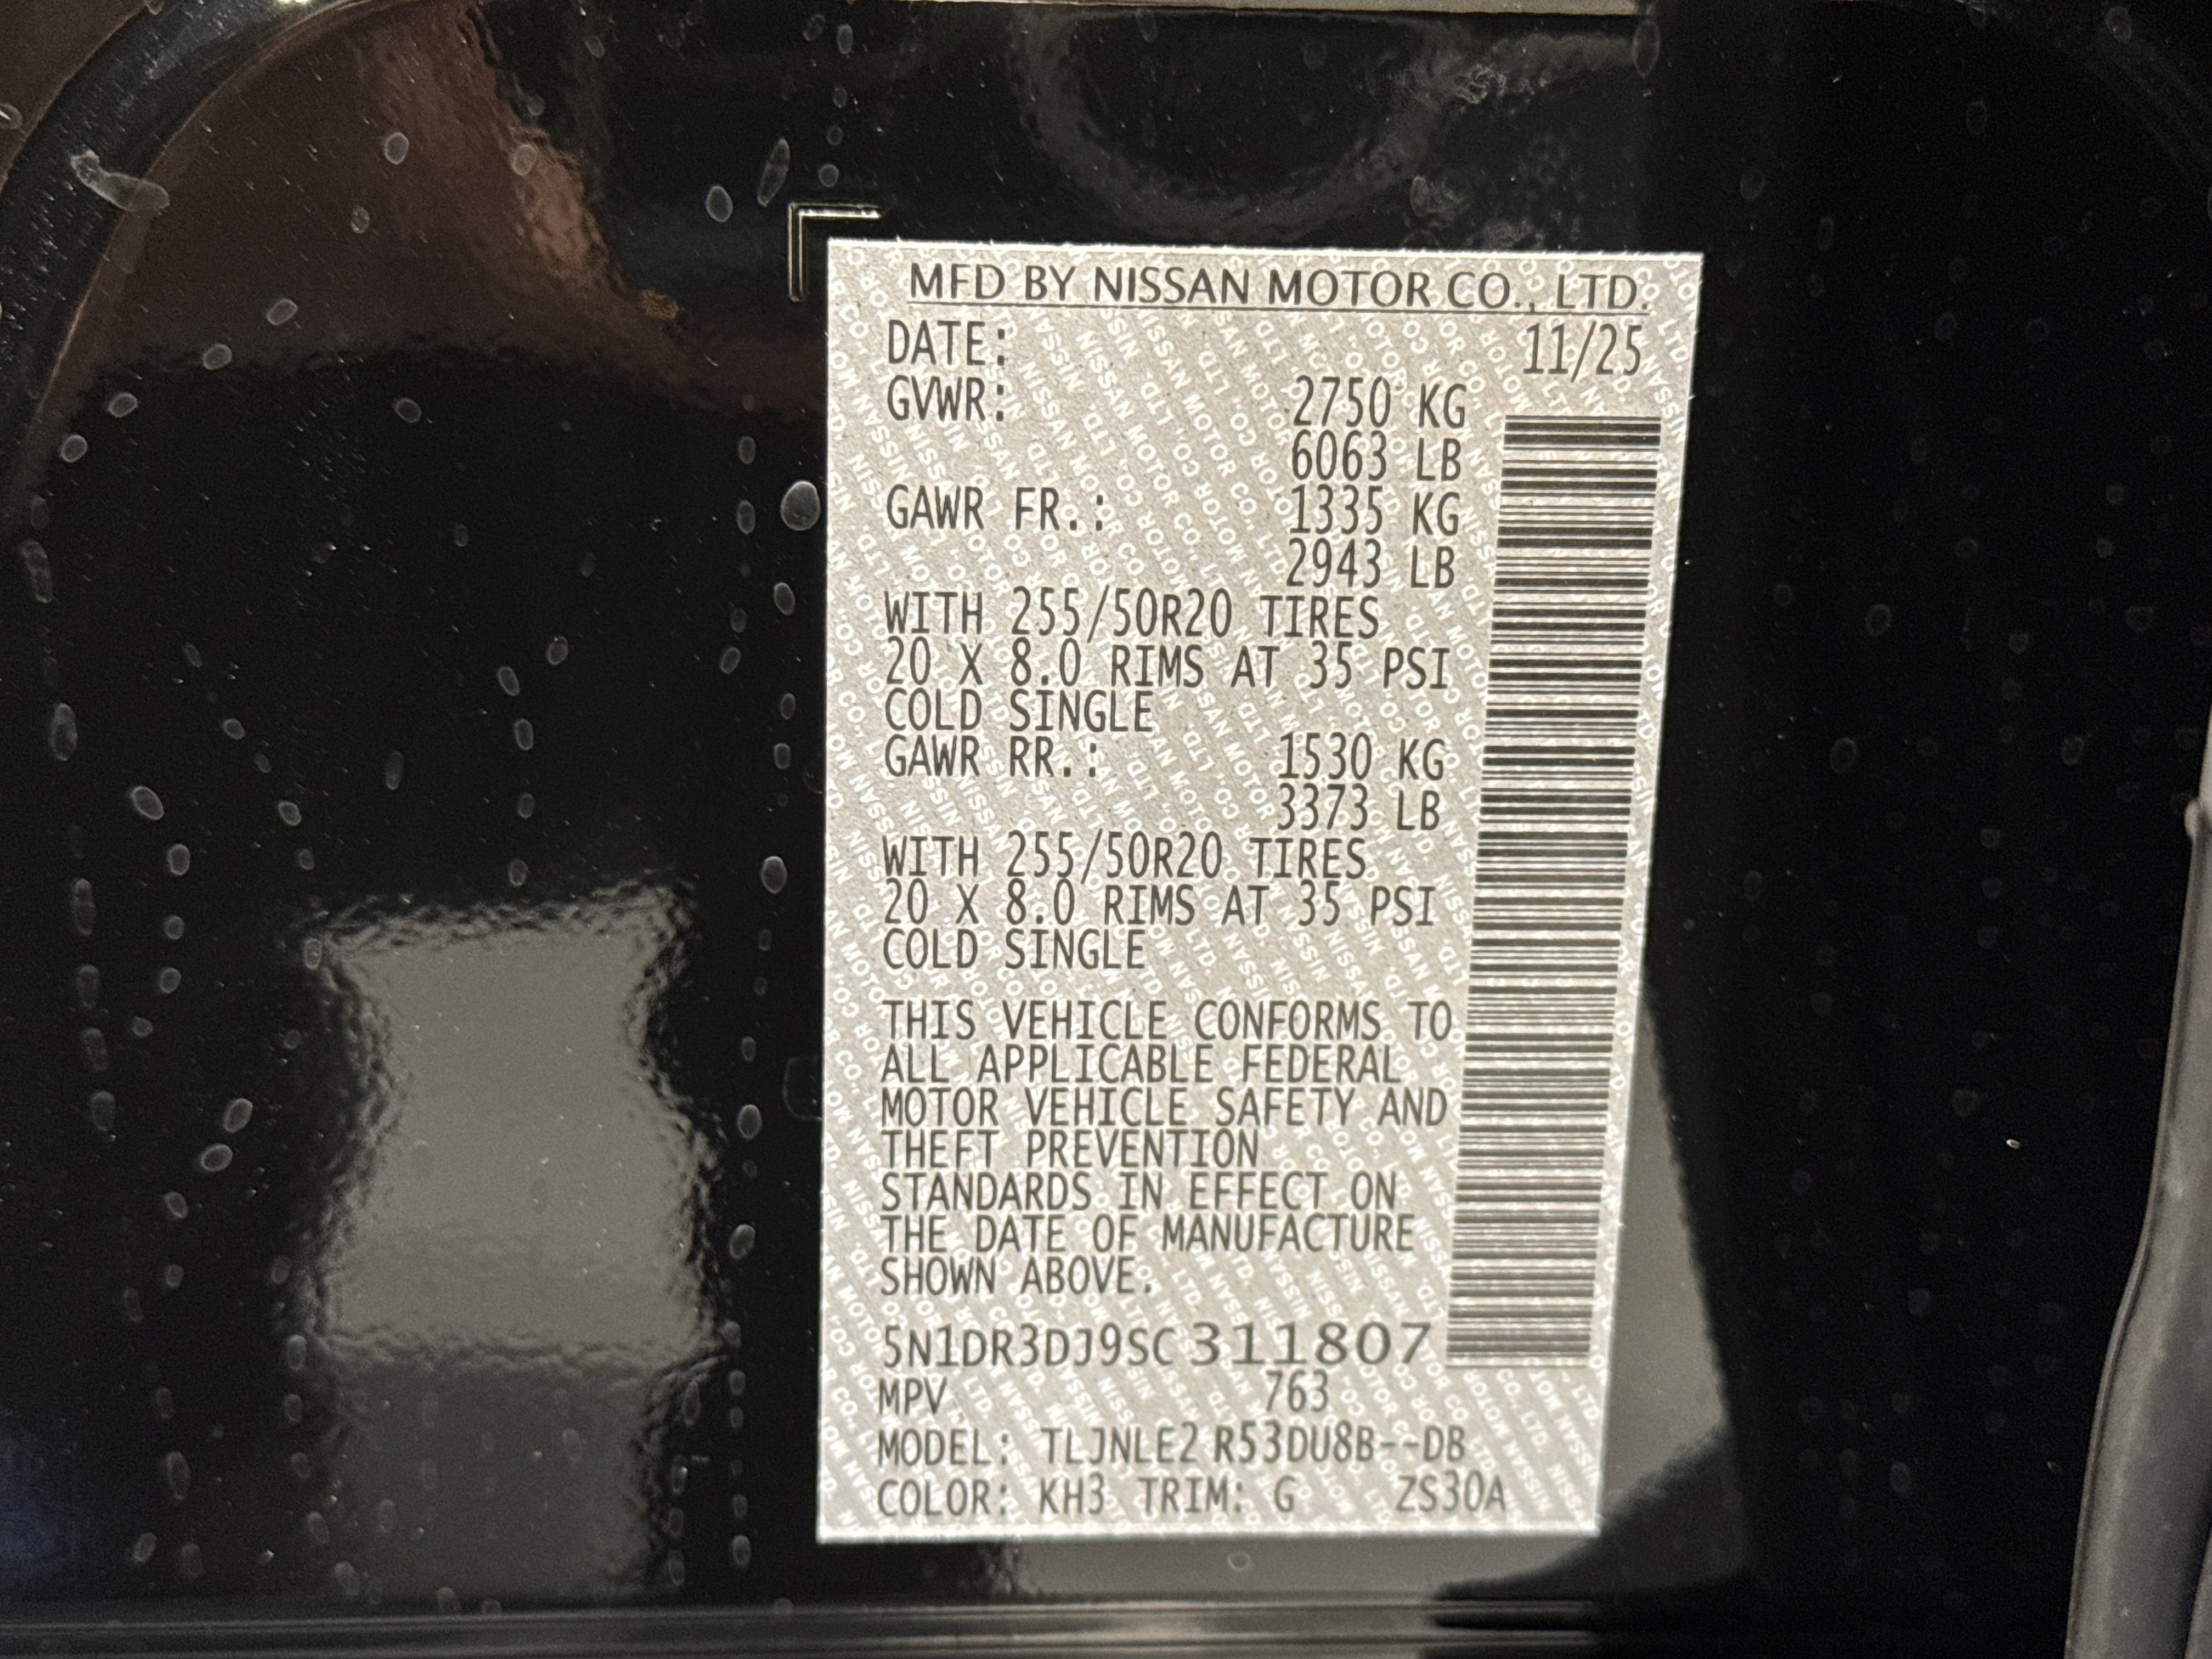 MFD BY NISSAN MOTOR CO., LTD.
DATE: 11/25
GVWR: 2750 KG
6063 LB
GAWR FR.: 1335 KG
2943 LB
WITH 255/50R20 TIRES
20 X 8.0 RIMS AT 35 PSI
COLD SINGLE
GAWR RR.: 1530 KG
3373 LB
WITH 255/50R20 TIRES
20 X 8.0 RIMS AT 35 PSI
COLD SINGLE
THIS VEHICLE CONFORMS TO
ALL APPLICABLE FEDERAL
MOTOR VEHICLE SAFETY AND
THEFT PREVENTION
STANDARDS IN EFFECT ON
THE DATE OF MANUFACTURE
SHOWN ABOVE.
5N1DR3DJ9SC311807
MPV 763
MODEL: TLJNLE2 R53DU8B--DB
COLOR: KH3 TRIM: G ZS30A